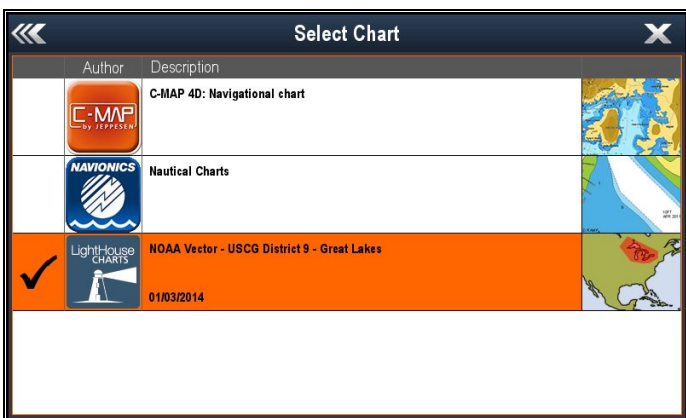 Select Chart
Author Description
C-MAP
by JEPPESEN
C-MAP 4D: Navigational chart
NAVIONICS
Nautical Charts
LightHouse
CHARTS
NOAA Vector - USCG District 9 - Great Lakes
01/03/2014